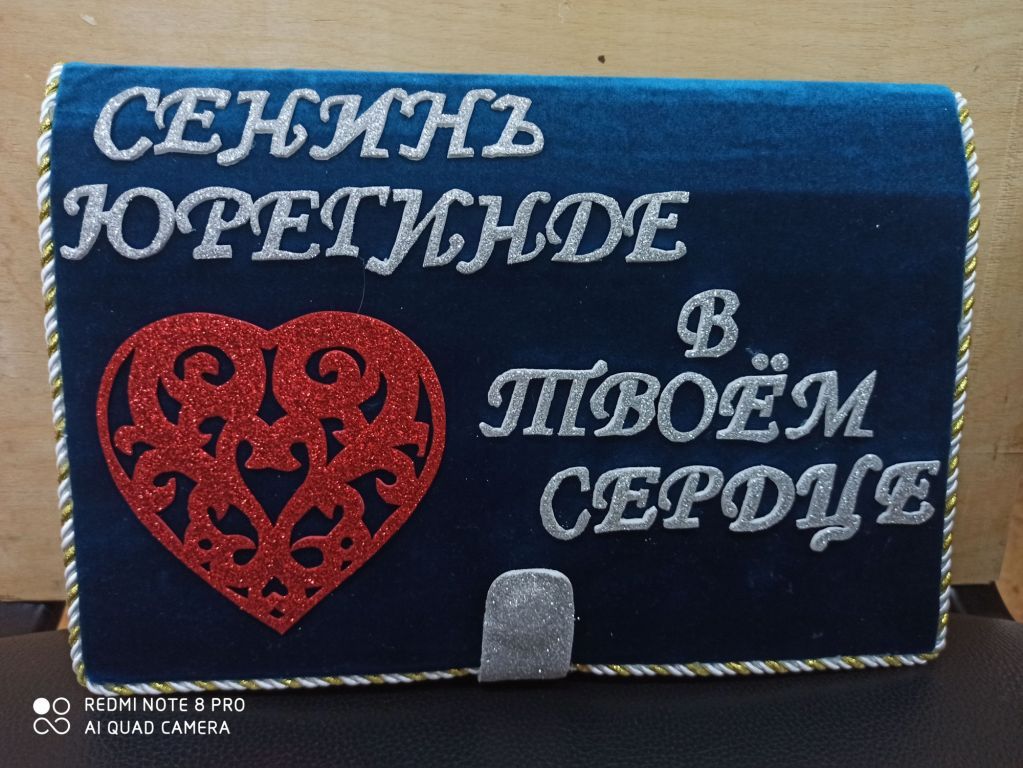 СЕНИНЪ
ЮРЕГИНДЕ
В
ТВОЁМ
СЕРДЦЕ
REDMI NOTE 8 PRO
AI QUAD CAMERA